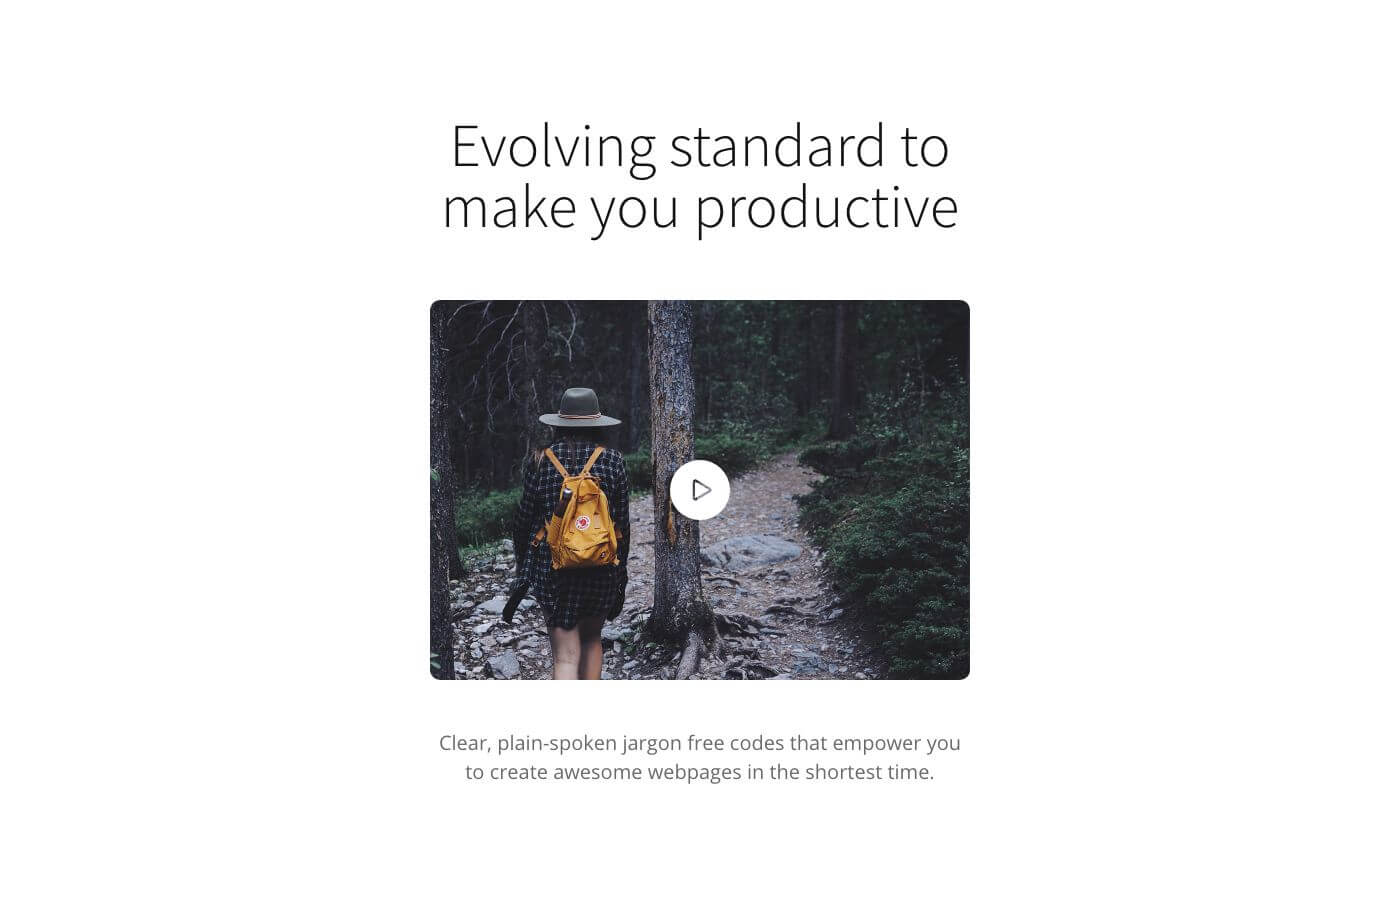 Evolving standard to
make you productive
Clear, plain-spoken jargon free codes that empower you
to create awesome webpages in the shortest time.